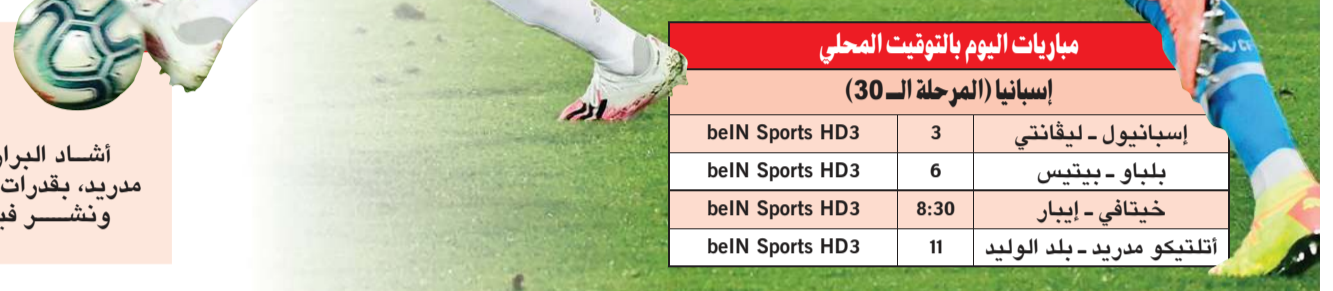 مباريات اليوم بالتوقيت المحلي
إسبانيا (المرحلة الـ 30)
إسبانيول ـ ليڤانتي 3 beIN Sports HD3
بلباو ـ بيتيس 6 beIN Sports HD3
خيتافي ـ إيبار 8:30 beIN Sports HD3
أتلتيكو مدريد ـ بلد الوليد 11 beIN Sports HD3
أشاد
مدريد، بقدرات
ونشر